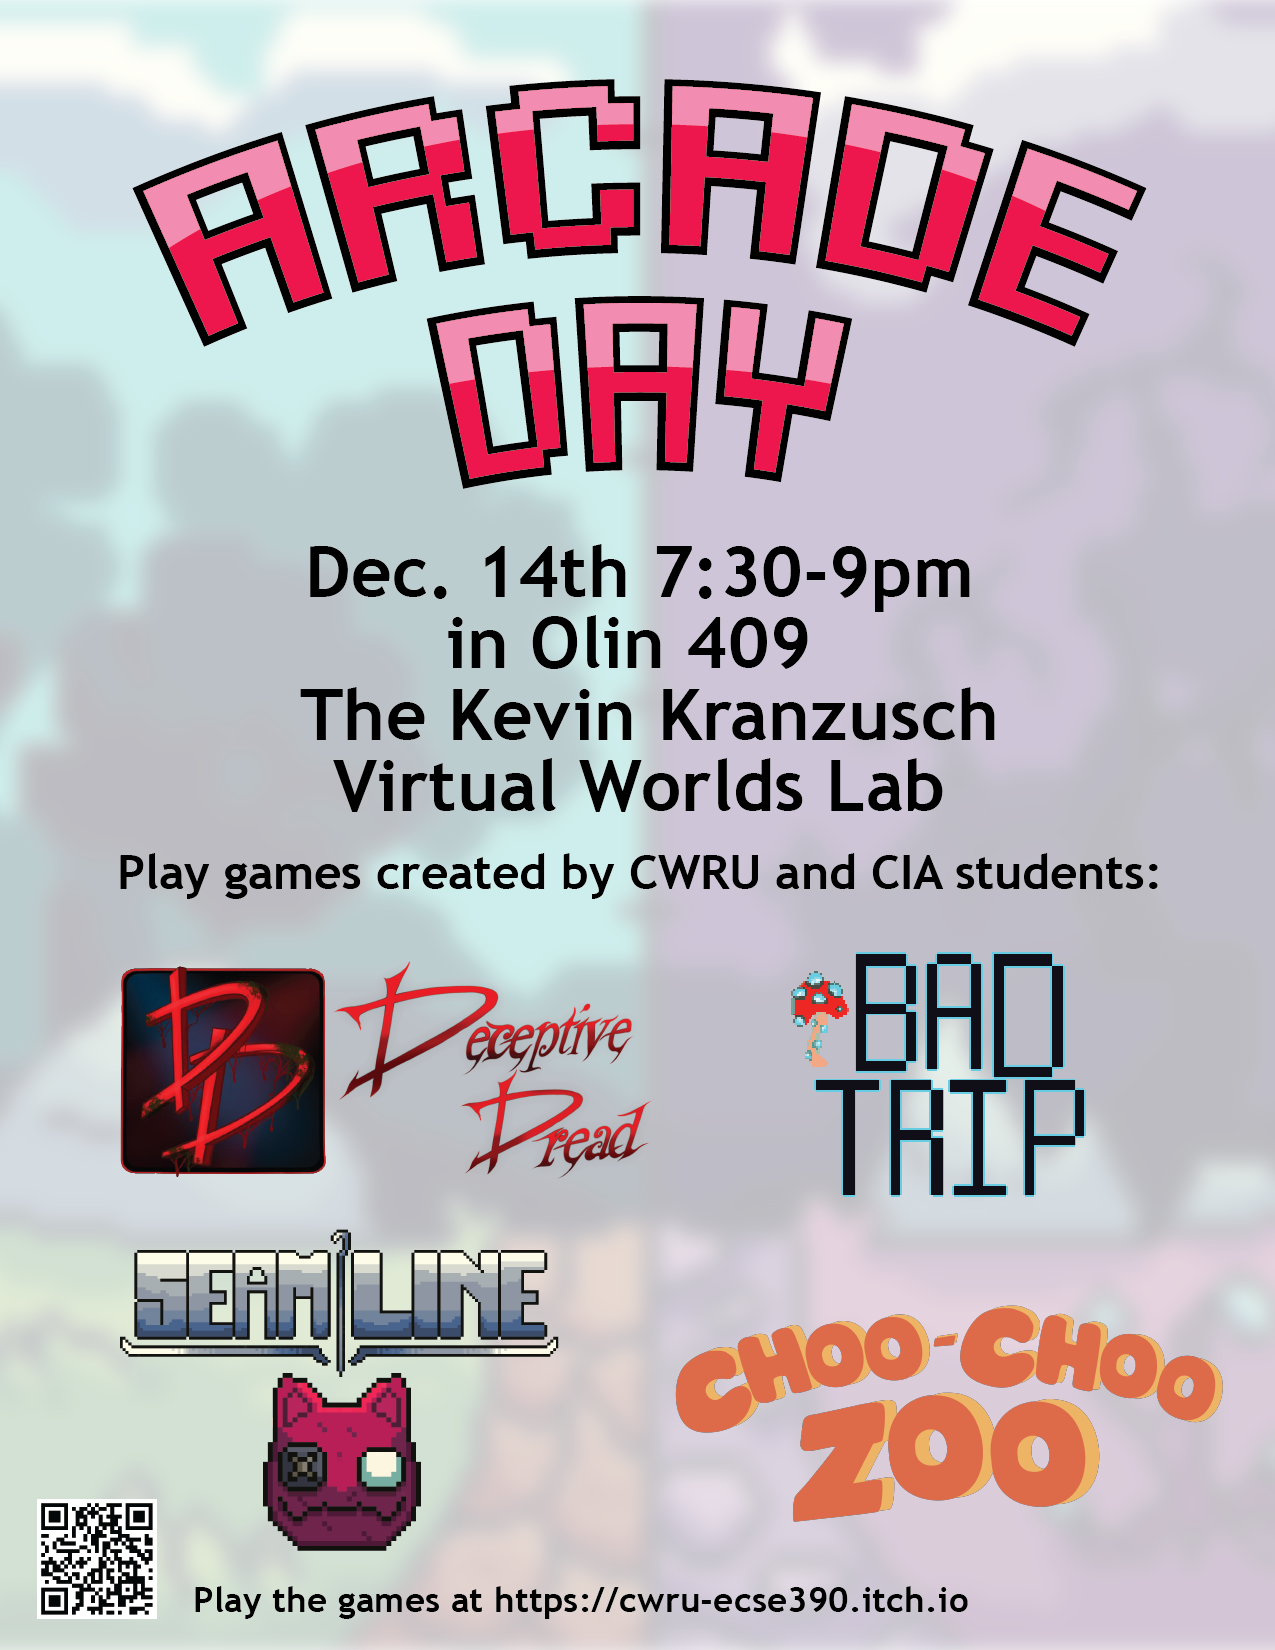 ARCADE
DAY
Dec. 14th 7:30-9pm
in Olin 409
The Kevin Kranzusch
Virtual Worlds Lab
Play games created by CWRU and CIA students:
DD
Deceptive
Dread
BAD
TRIP
SEAMLINE
CHOO-CHOO
ZOO
Play the games at https://cwru-ecse390.itch.io